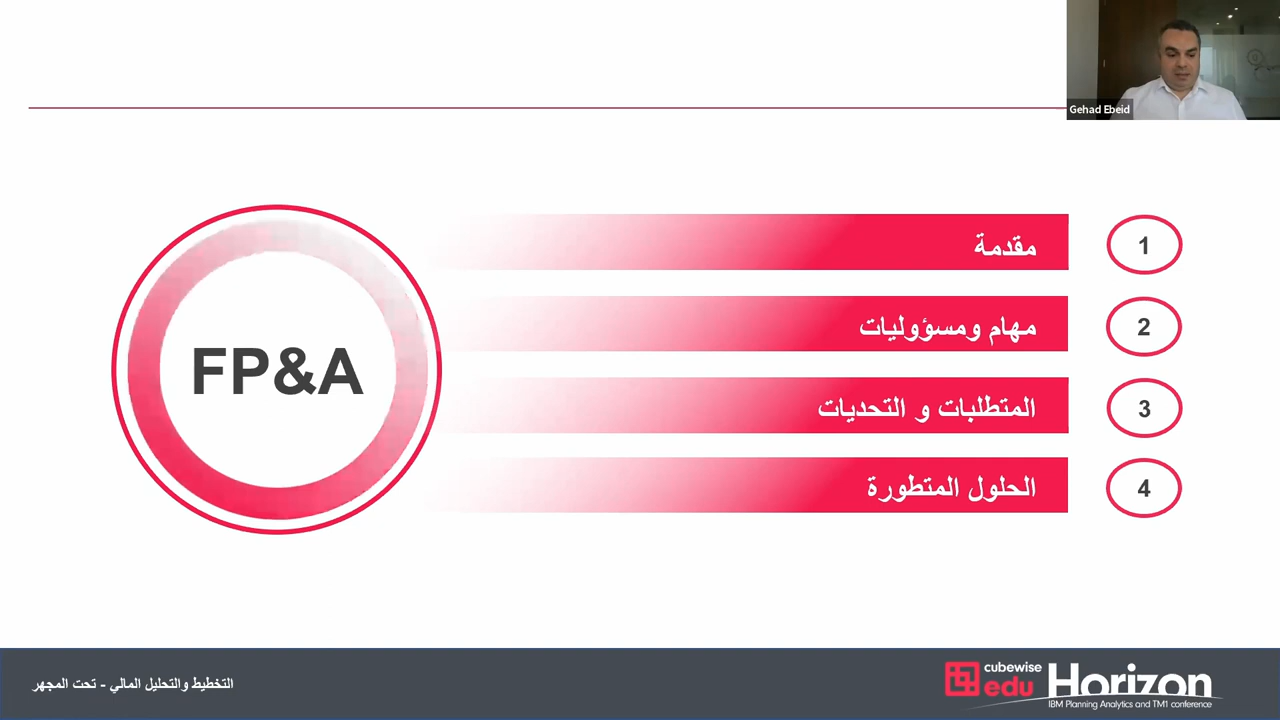 Gehad Ebeid
FP&A
مقدمة
1
مهام ومسؤوليات
2
المتطلبات و التحديات
3
الحلول المتطورة
4
التخطيط والتحليل المالي - تحت المجهر
cubewise
edu
Horizon
IBM Planning Analytics and TM1 conference